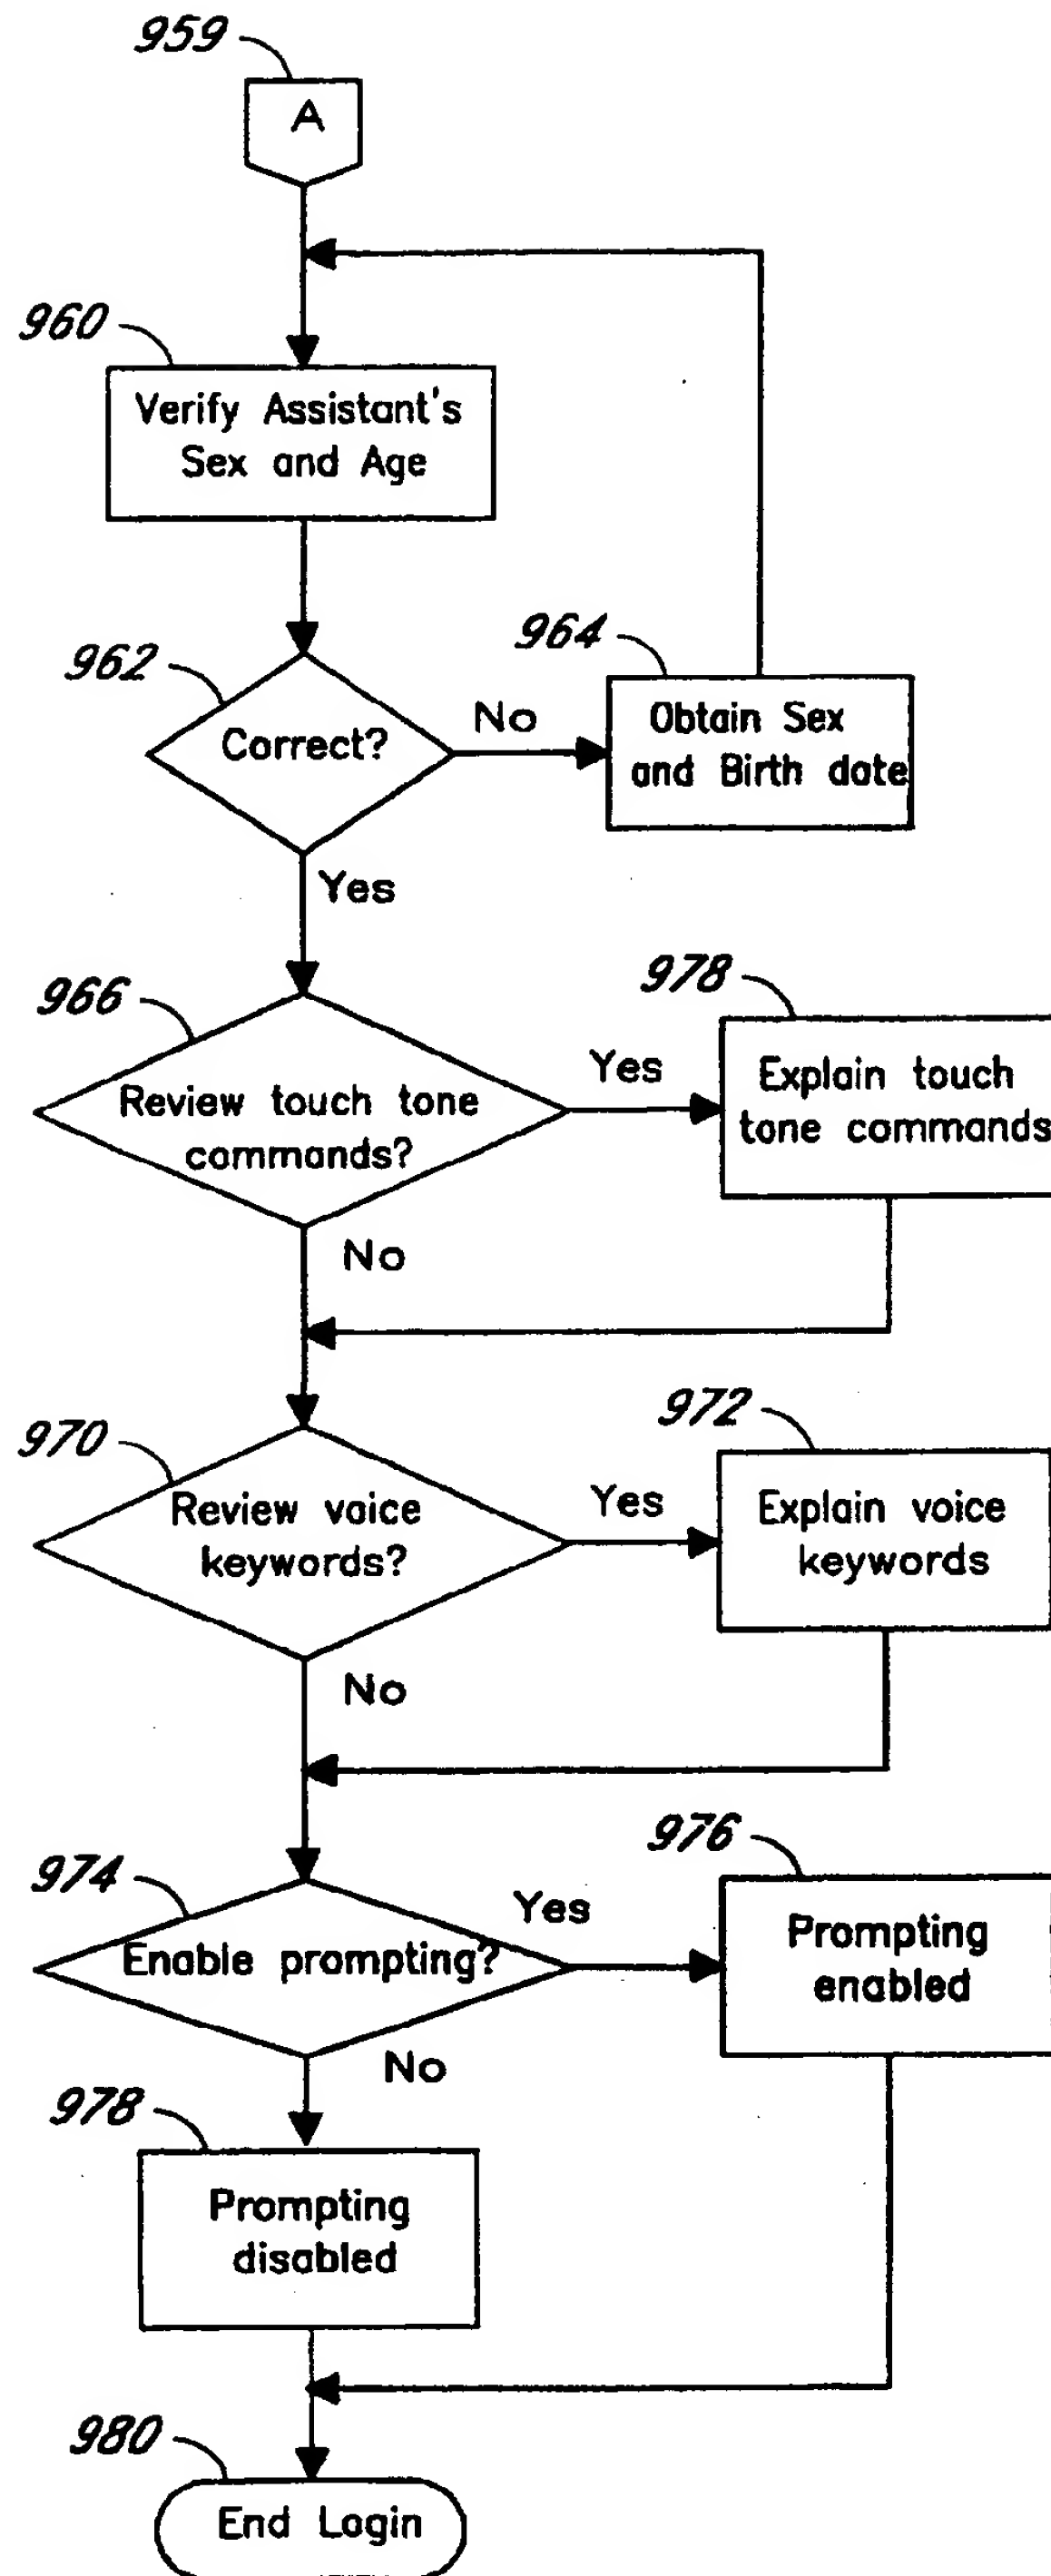 959
A
960
Verify Assistant's
Sex and Age
962
Correct?
No
964
Obtain Sex
and Birth date
Yes
966
Review touch tone
commands?
Yes
978
Explain touch
tone commands
No
970
Review voice
keywords?
Yes
972
Explain voice
keywords
No
974
Enable prompting?
Yes
976
Prompting
enabled
No
978
Prompting
disabled
980
End Login